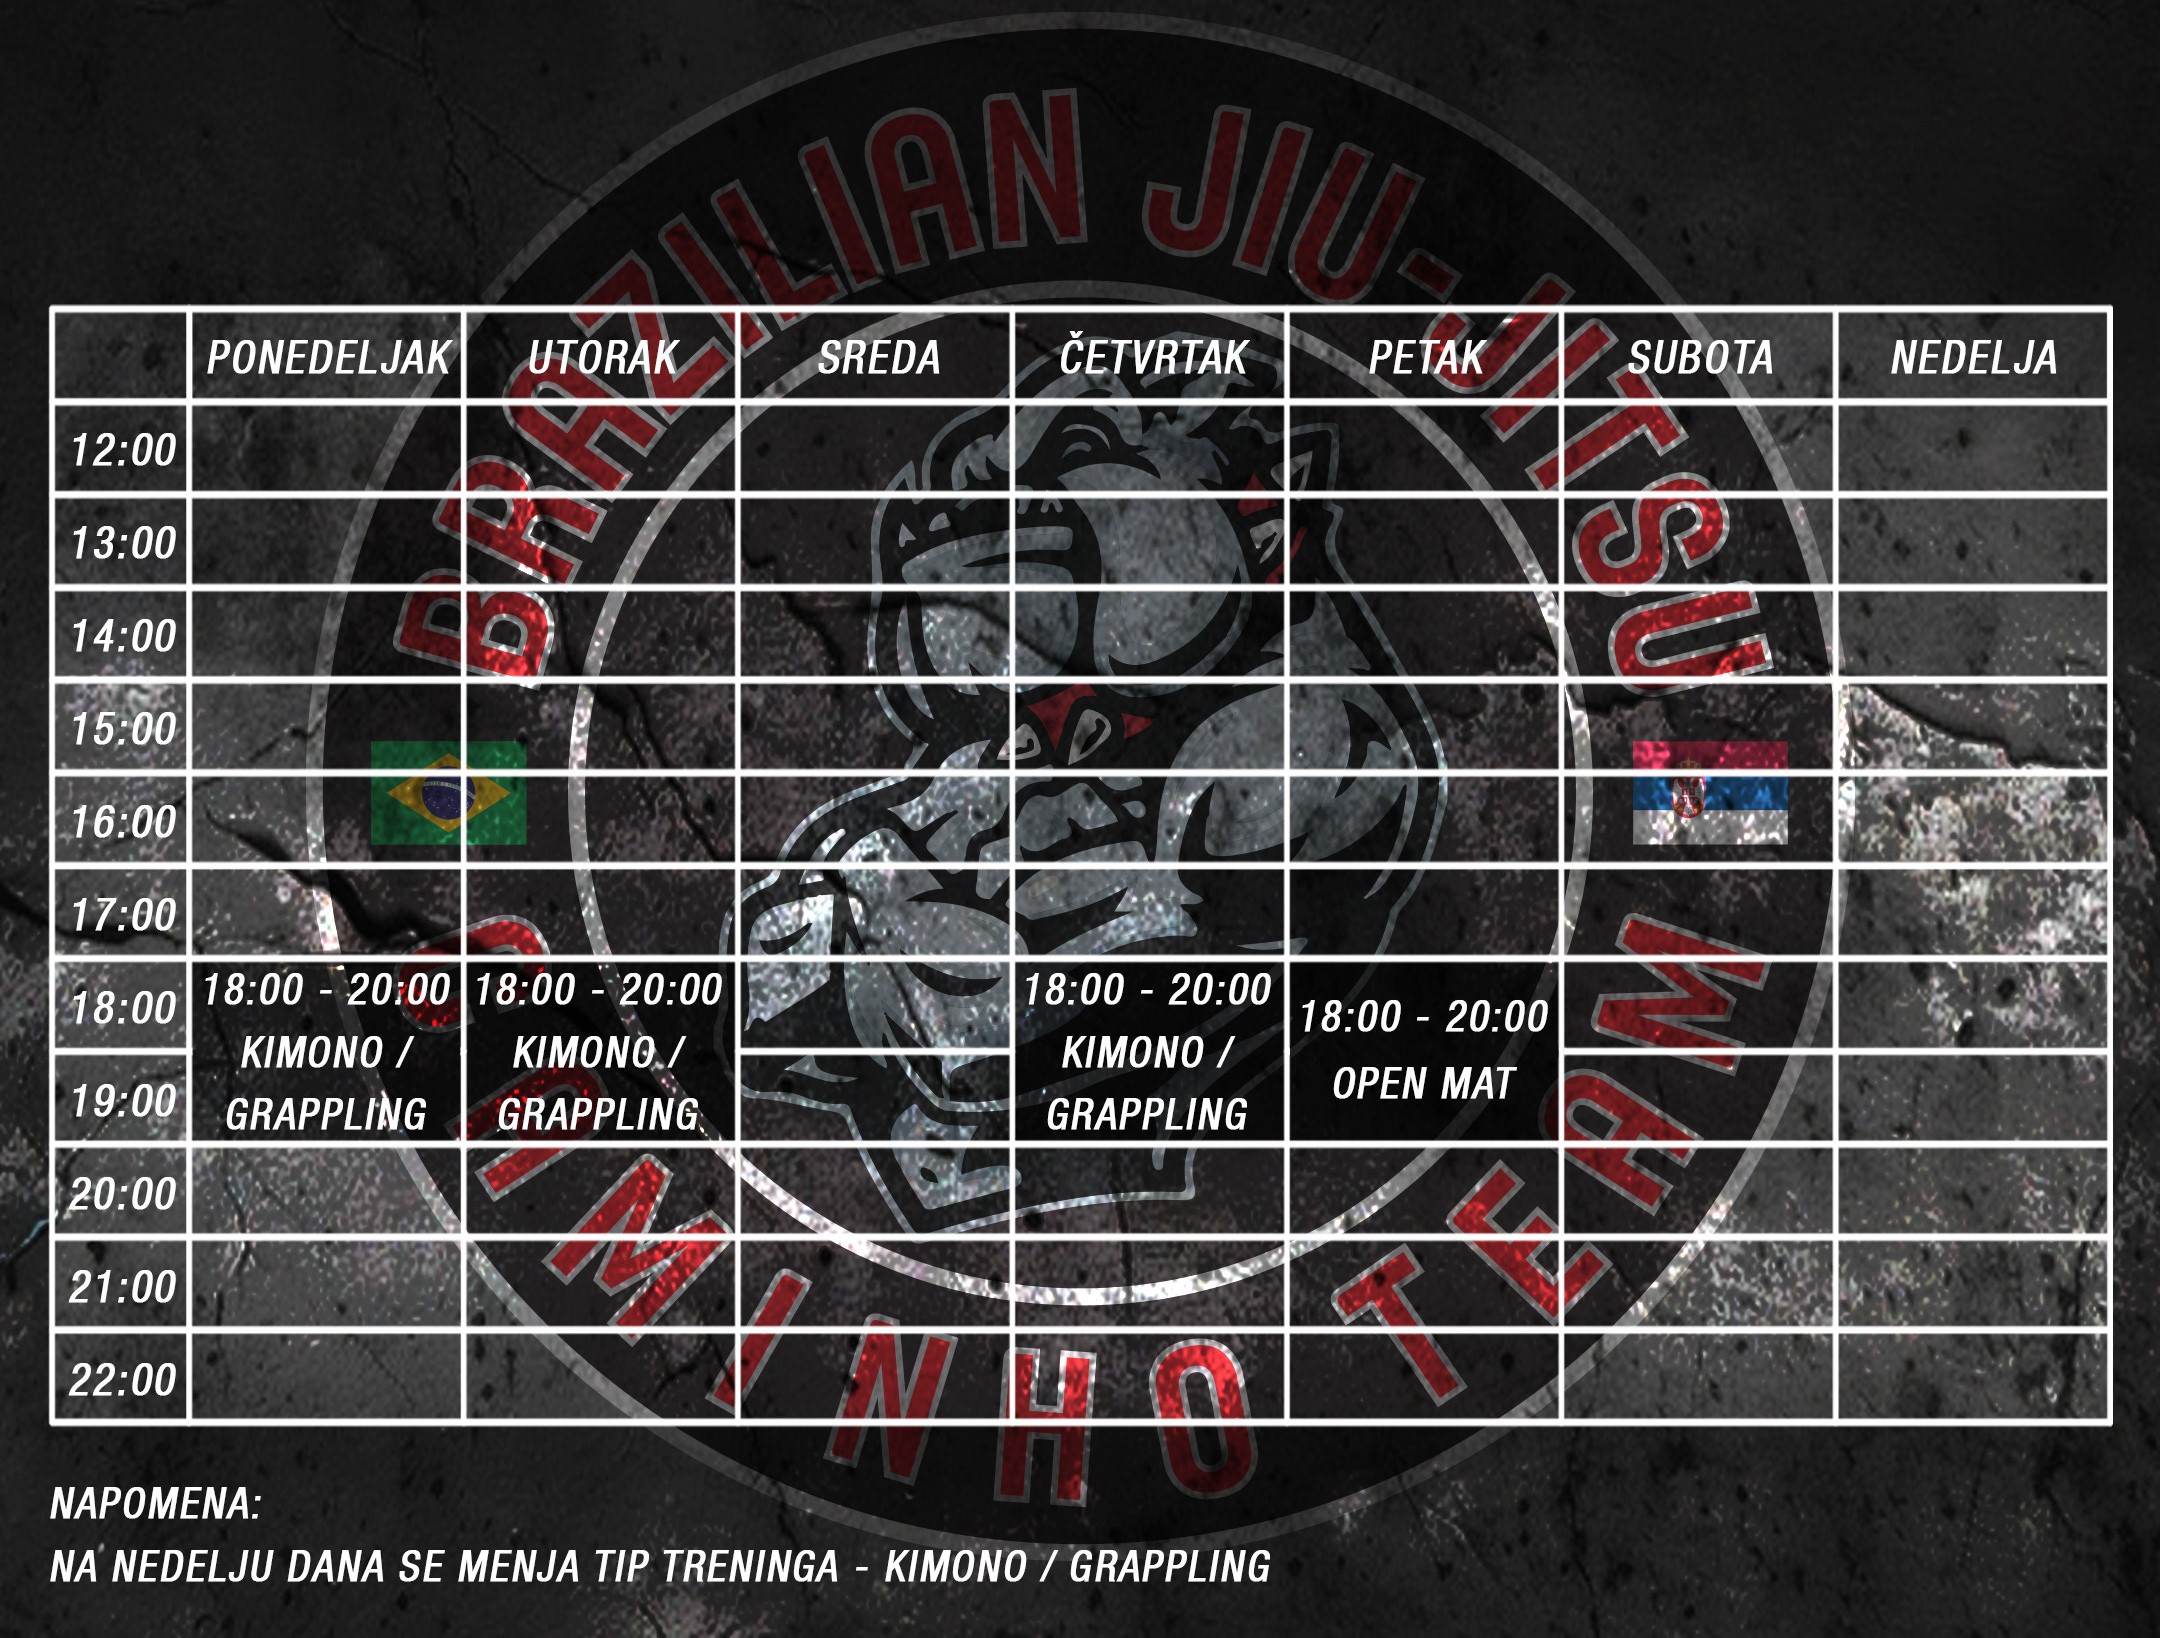 BRAZILIAN JIU-JITSU
PONEDELJAK UTORAK SREDA ČETVRTAK PETAK SUBOTA NEDELJA
12:00
13:00
14:00
15:00
16:00
17:00
18:00
19:00
20:00
21:00
22:00
18:00 - 20:00
KIMONO /
GRAPPLING
18:00 - 20:00
KIMONO /
GRAPPLING
18:00 - 20:00
KIMONO /
GRAPPLING
18:00 - 20:00
OPEN MAT
CIMINHO TEAM
NAPOMENA:
NA NEDELJU DANA SE MENJA TIP TRENINGA - KIMONO / GRAPPLING